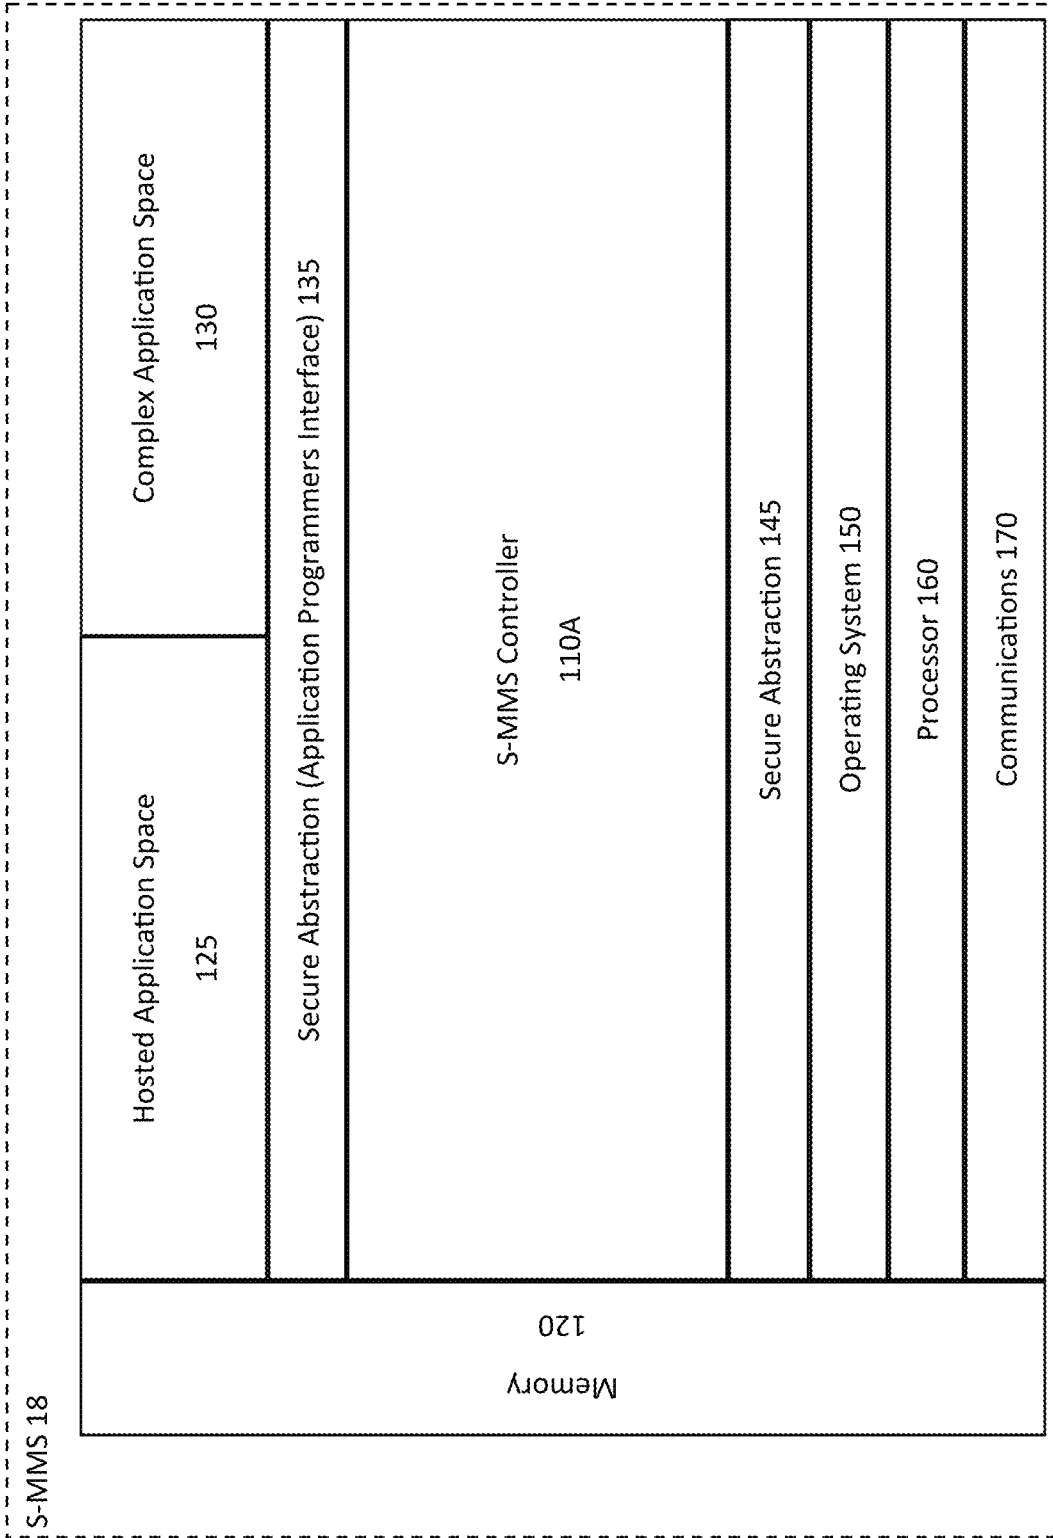 S-MMS 18
Hosted Application Space
125
Complex Application Space
130
Secure Abstraction (Application Programmers Interface) 135
S-MMS Controller
110A
Secure Abstraction 145
Operating System 150
Processor 160
Communications 170
Memory
120